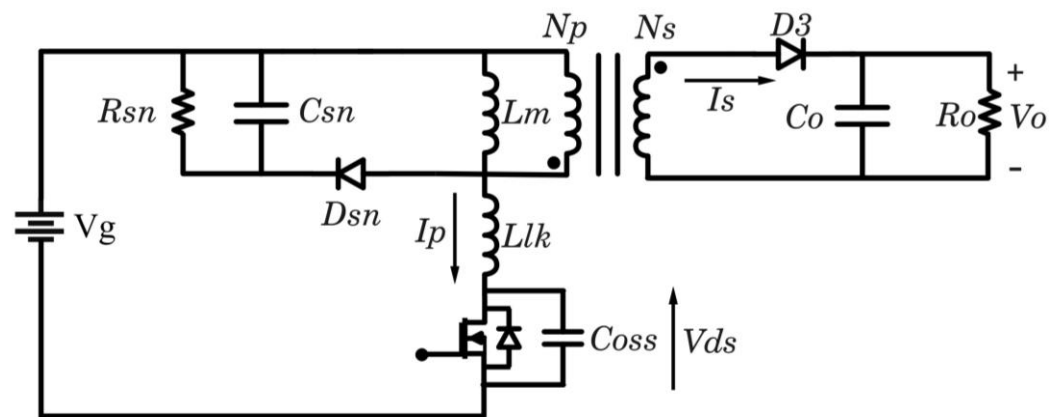 Np
Ns
D3
Rsn
Csn
Lm
Is
Co
Ro
+
Vo
-
Dsn
Vg
Ip
Llk
Coss
Vds